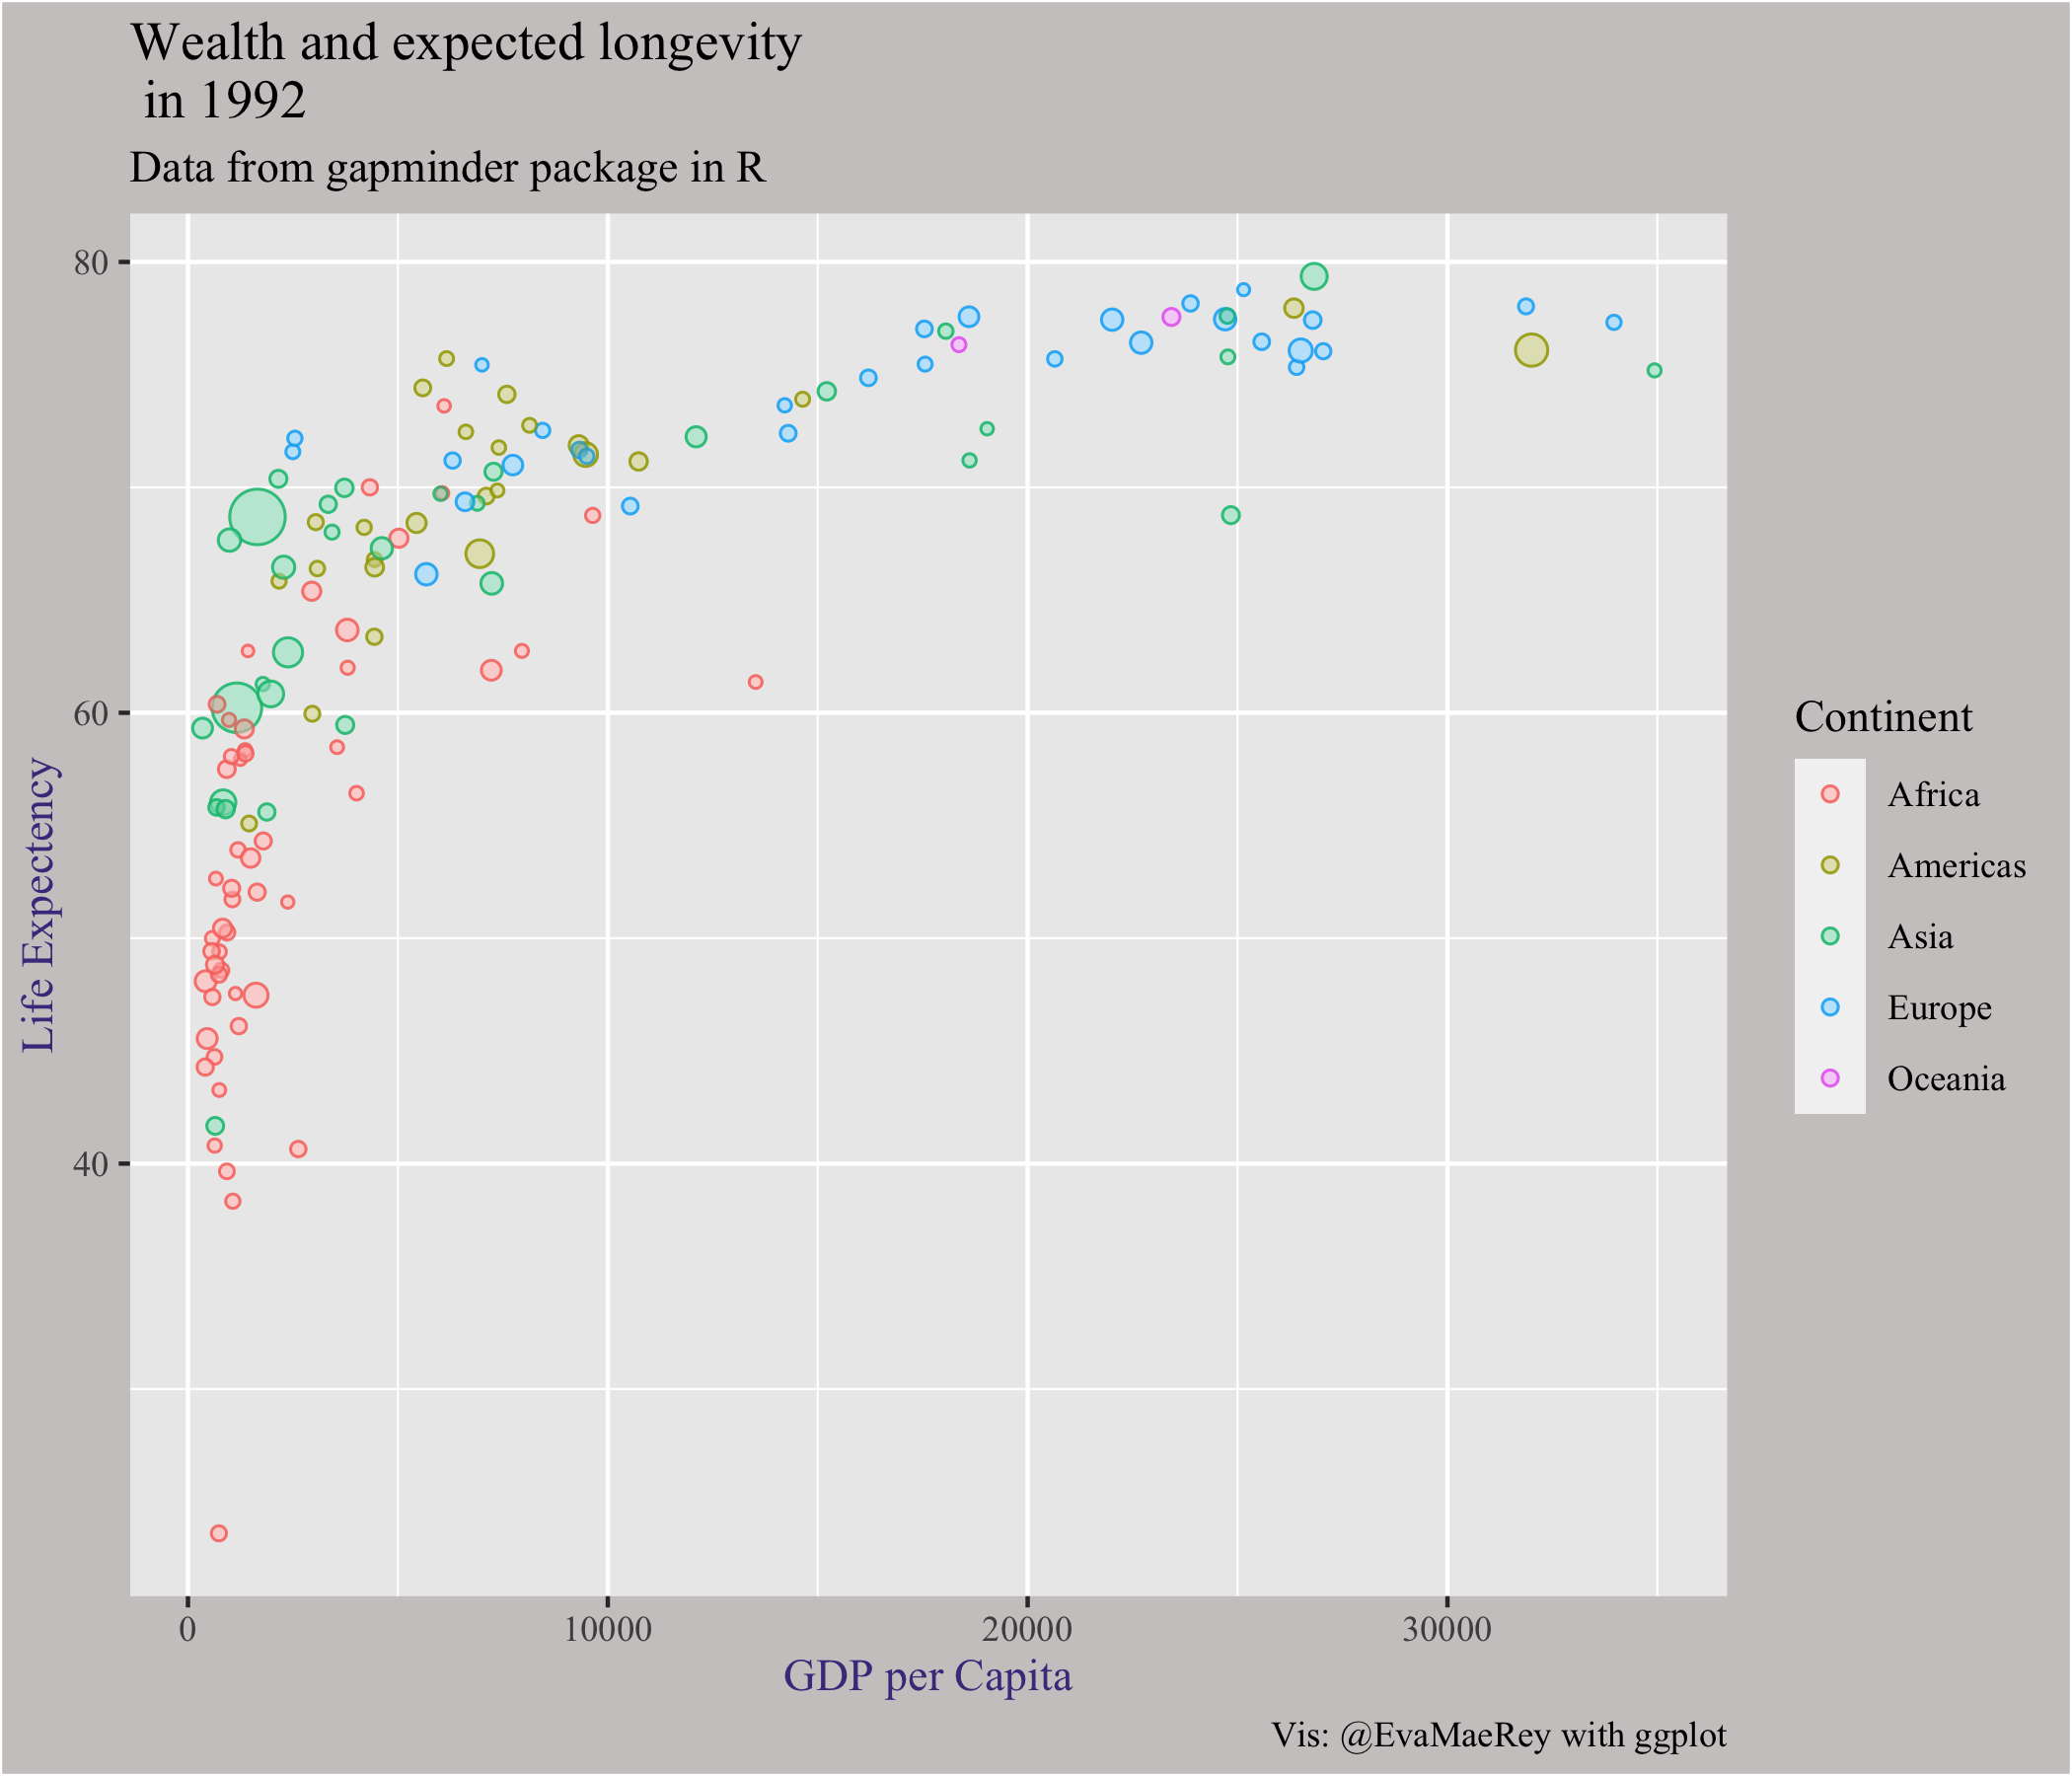 Wealth and expected longevity
in 1992
Data from gapminder package in R
80
60
40
Life Expectency
0 10000 20000 30000
GDP per Capita
Continent
Africa
Americas
Asia
Europe
Oceania
Vis: @EvaMaeRey with ggplot